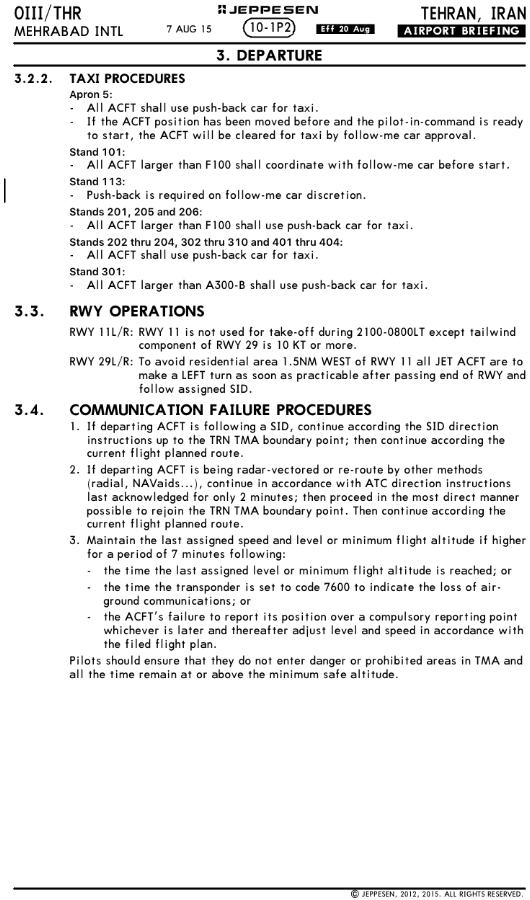 OIII/THR
JEPPESEN
TEHRAN, IRAN
MEHRABAD INTL
7 AUG 15
10-1P2
Eff 20 Aug
AIRPORT BRIEFING
3. DEPARTURE
3.2.2. TAXI PROCEDURES
Apron 5:
- All ACFT shall use push-back car for taxi.
- If the ACFT position has been moved before and the pilot-in-command is ready
to start, the ACFT will be cleared for taxi by follow-me car approval.
Stand 101:
- All ACFT larger than F100 shall coordinate with follow-me car before start.
Stand 113:
- Push-back is required on follow-me car discretion.
Stands 201, 205 and 206:
- All ACFT larger than F100 shall use push-back car for taxi.
Stands 202 thru 204, 302 thru 310 and 401 thru 404:
- All ACFT shall use push-back car for taxi.
Stand 301:
- All ACFT larger than A300-B shall use push-back car for taxi.
3.3. RWY OPERATIONS
RWY 11L/R: RWY 11 is not used for take-off during 2100-0800LT except tailwind
component of RWY 29 is 10 KT or more.
RWY 29L/R: To avoid residential area 1.5NM WEST of RWY 11 all JET ACFT are to
make a LEFT turn as soon as practicable after passing end of RWY and
follow assigned SID.
3.4. COMMUNICATION FAILURE PROCEDURES
1. If departing ACFT is following a SID, continue according the SID direction
instructions up to the TRN TMA boundary point; then continue according the
current flight planned route.
2. If departing ACFT is being radar-vectored or re-route by other methods
(radial, NAVaids...), continue in accordance with ATC direction instructions
last acknowledged for only 2 minutes; then proceed in the most direct manner
possible to rejoin the TRN TMA boundary point. Then continue according the
current flight planned route.
3. Maintain the last assigned speed and level or minimum flight altitude if higher
for a period of 7 minutes following:
- the time the last assigned level or minimum flight altitude is reached; or
- the time the transponder is set to code 7600 to indicate the loss of air-
ground communications; or
- the ACFT's failure to report its position over a compulsory reporting point
whichever is later and thereafter adjust level and speed in accordance with
the filed flight plan.
Pilots should ensure that they do not enter danger or prohibited areas in TMA and
all the time remain at or above the minimum safe altitude.
© JEPPESEN, 2012, 2015. ALL RIGHTS RESERVED.